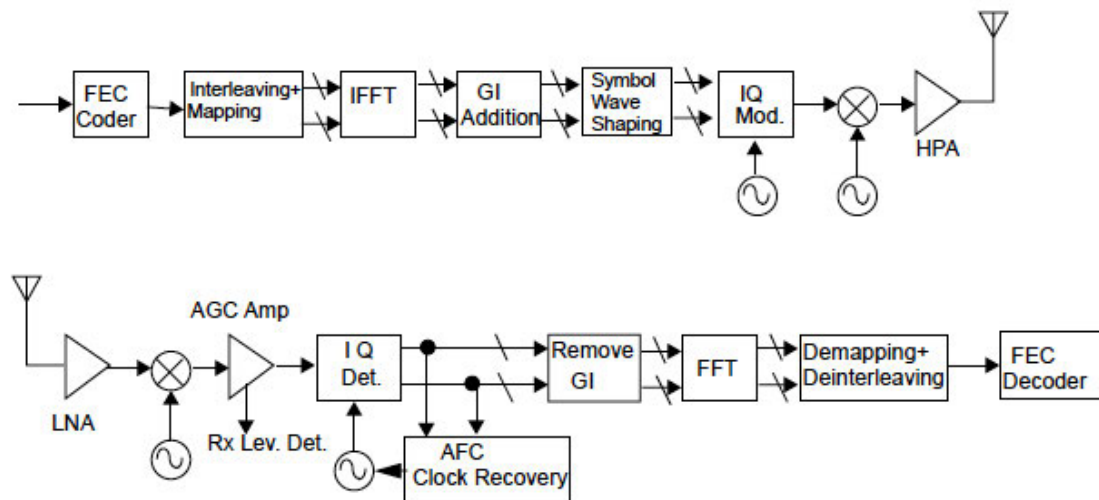 FEC
Coder
Interleaving+
Mapping
IFFT
GI
Addition
Symbol
Wave
Shaping
IQ
Mod.
HPA
AGC Amp
LNA
Rx Lev. Det.
I Q
Det.
AFC
Clock Recovery
Remove
GI
FFT
Demapping+
Deinterleaving
FEC
Decoder